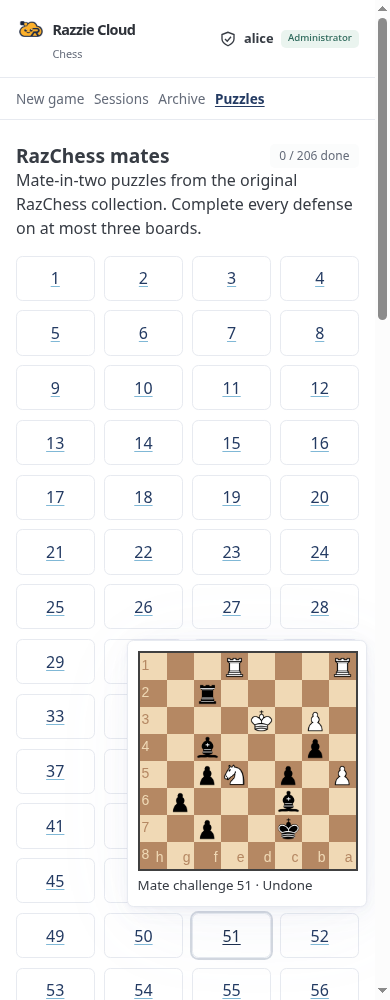 Razzie Cloud
Chess
alice Administrator
New game Sessions Archive Puzzles
RazChess mates 0 / 206 done
Mate-in-two puzzles from the original
RazChess collection. Complete every defense
on at most three boards.
1 2 3 4
5 6 7 8
9 10 11 12
13 14 15 16
17 18 19 20
21 22 23 24
25 26 27 28
29
33
37
41
45
1
2
3
4
5
6
7
8 h g f e d c b a
Mate challenge 51 · Undone
49 50 51 52
53 54 55 56